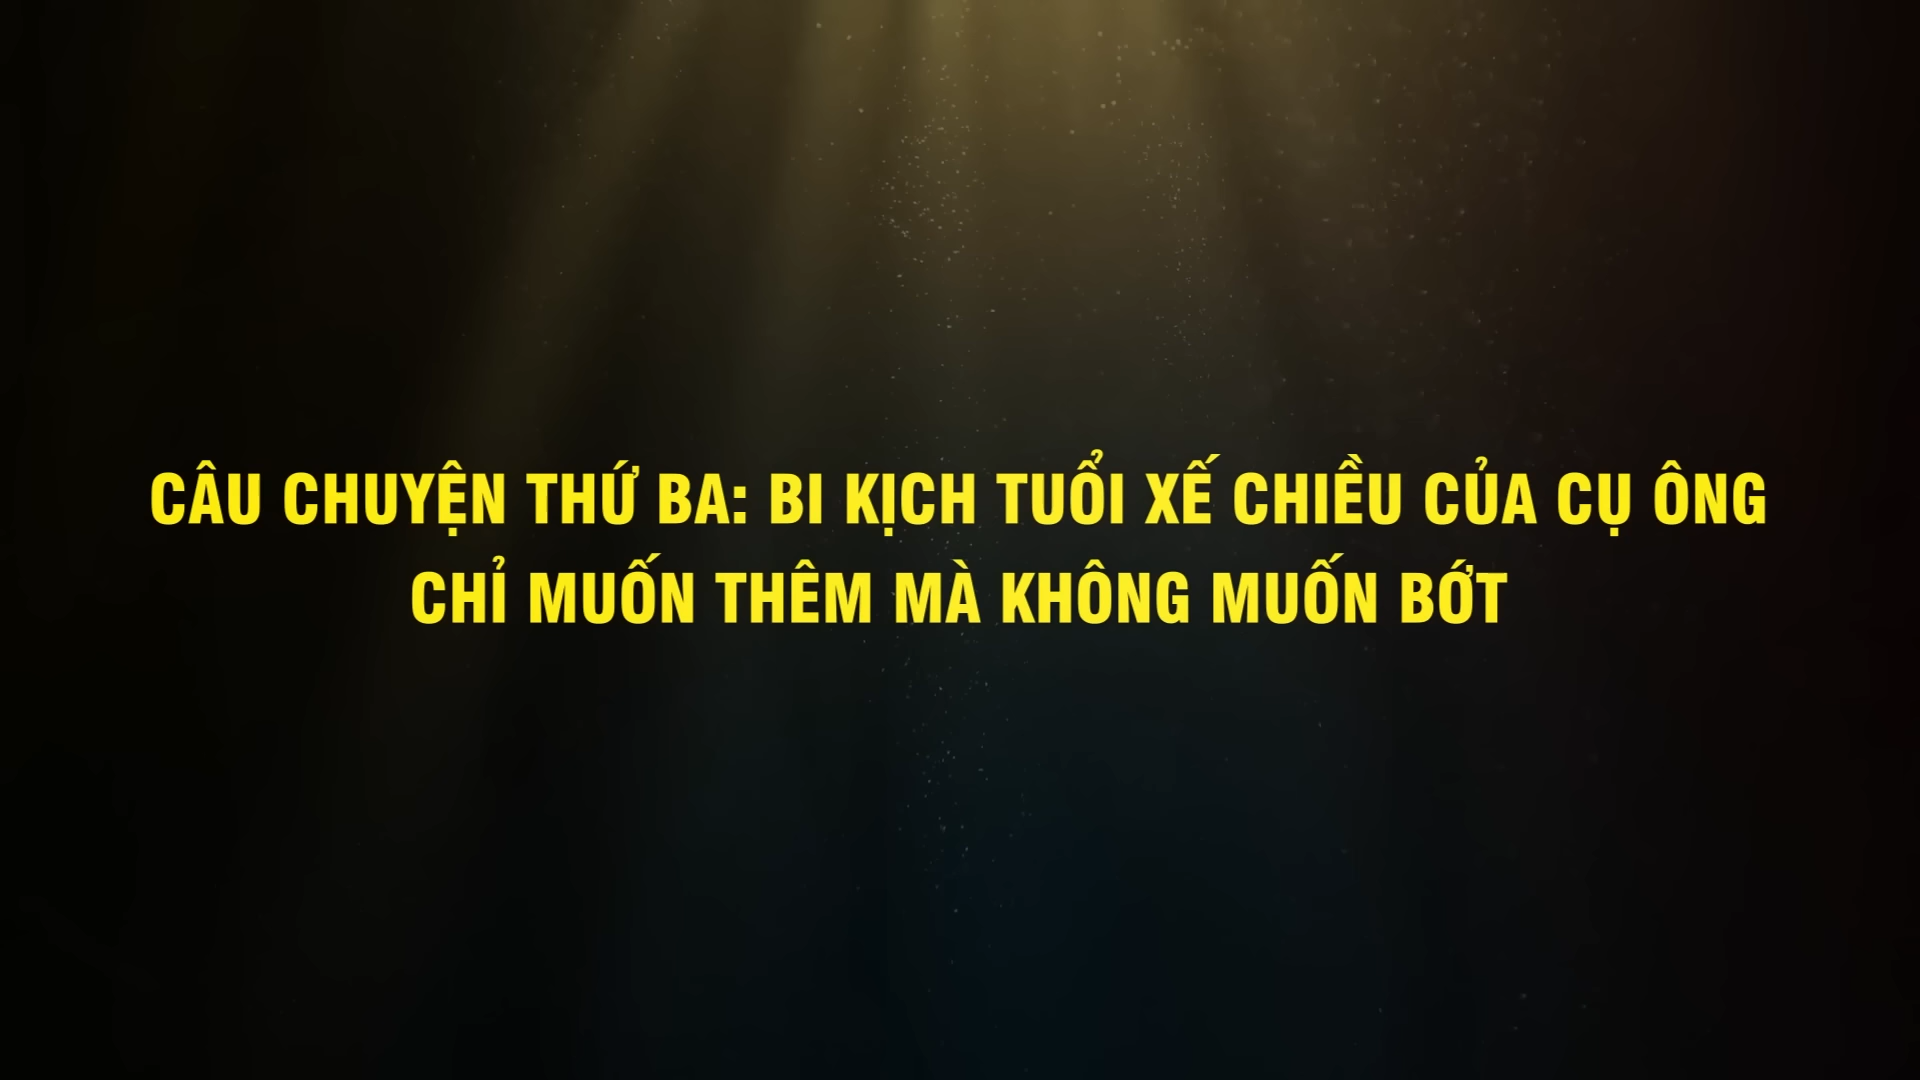 CÂU CHUYỆN THỨ BA: BI KỊCH TUỔI XẾ CHIỀU CỦA CỤ ÔNG
CHỈ MUỐN THÊM MÀ KHÔNG MUỐN BỚT